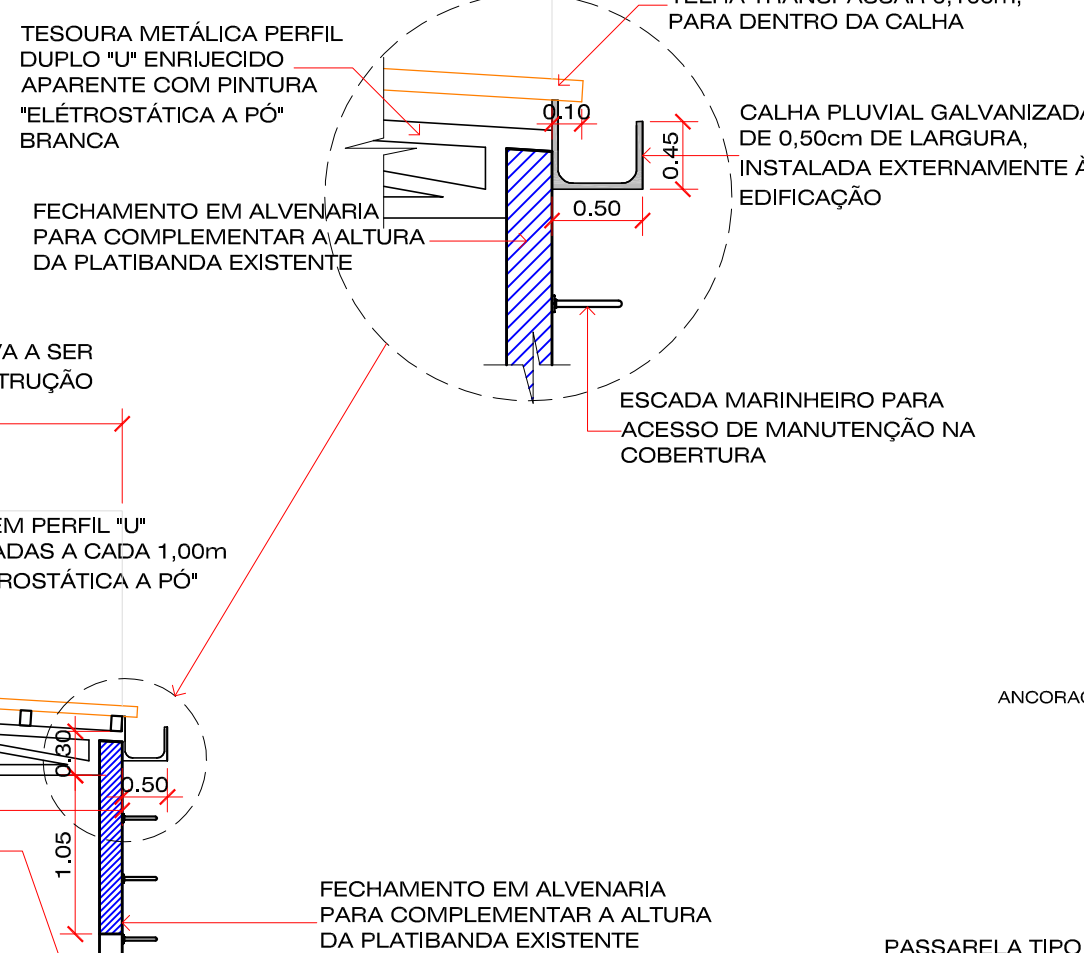 TESOURA METÁLICA PERFIL
DUPLO "U" ENRIJECIDO
APARENTE COM PINTURA
"ELÉTROSTÁTICA A PÓ"
BRANCA
PARA DENTRO DA CALHA
0.10
0.45
0.50
CALHA PLUVIAL GALVANIZADA
DE 0,50cm DE LARGURA,
INSTALADA EXTERNAMENTE À
EDIFICAÇÃO
FECHAMENTO EM ALVENARIA
PARA COMPLEMENTAR A ALTURA
DA PLATIBANDA EXISTENTE
A SER
TRUÇÃO
ESCADA MARINHEIRO PARA
ACESSO DE MANUTENÇÃO NA
COBERTURA
EM PERFIL "U"
ADAS A CADA 1,00m
ROSTÁTICA A PÓ"
ANCORAÇ
0.30
0.50
1.05
FECHAMENTO EM ALVENARIA
PARA COMPLEMENTAR A ALTURA
DA PLATIBANDA EXISTENTE
PASSARELA TIPO